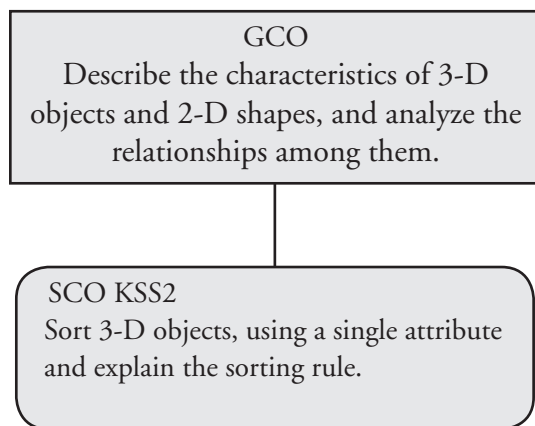 GCO
Describe the characteristics of 3-D
objects and 2-D shapes, and analyze the
relationships among them.
SCO KSS2
Sort 3-D objects, using a single attribute
and explain the sorting rule.